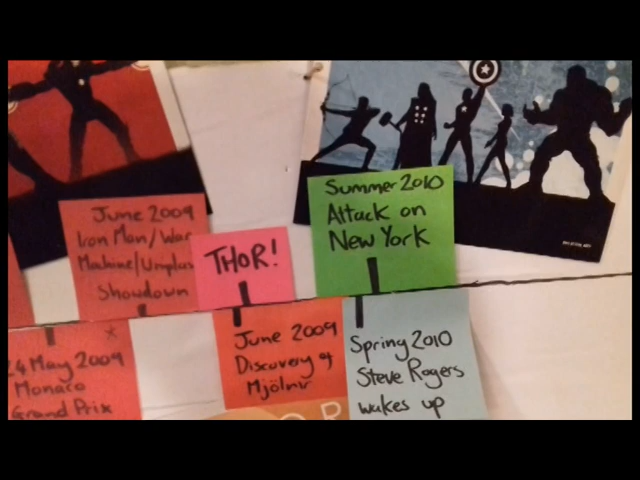 June 2009
Iron Man/War
Machine/
Showdown
THOR!
Summer 2010
Attack on
New York
24 May 2009
Monaco
Grand Prix
June 2009
Discovery of
Mjölnir
Spring 2010
Steve Rogers
wakes up
OR